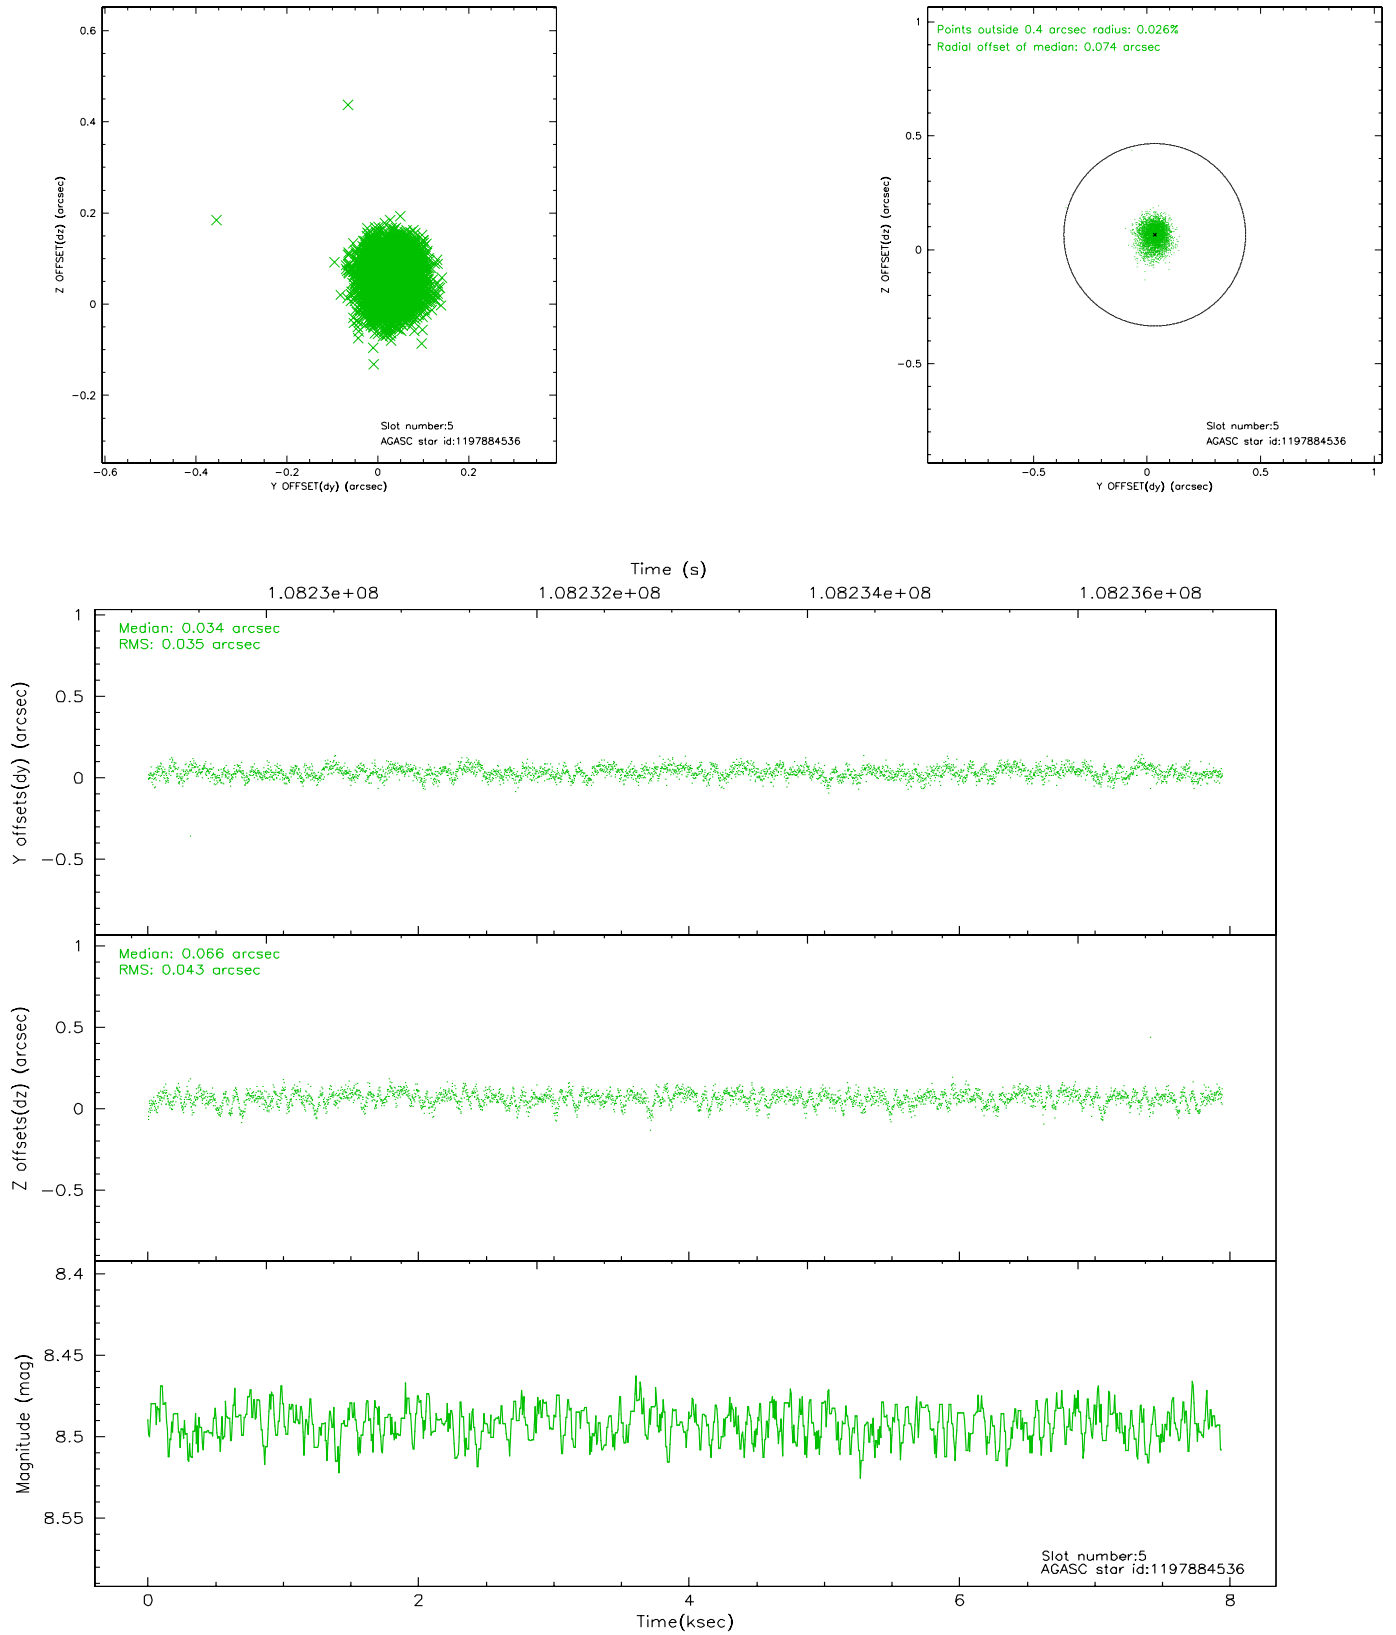 0.6
0.4
0.2
0
−0.2
Z OFFSET(dz) (arcsec)
Slot number:5
AGASC star id:1197884536
−0.6 −0.4 −0.2 0 0.2
Y OFFSET(dy) (arcsec)
Points outside 0.4 arcsec radius: 0.026%
Radial offset of median: 0.074 arcsec
1
0.5
0
−0.5
Z OFFSET(dz) (arcsec)
Slot number:5
AGASC star id:1197884536
−0.5 0 0.5 1
Y OFFSET(dy) (arcsec)
Time (s)
1.0823e+08 1.08232e+08 1.08234e+08 1.08236e+08
Median: 0.034 arcsec
RMS: 0.035 arcsec
1
0.5
0
−0.5
Y offsets(dy) (arcsec)
Median: 0.066 arcsec
RMS: 0.043 arcsec
1
0.5
0
−0.5
Z offsets(dz) (arcsec)
8.4
8.45
8.5
8.55
Magnitude (mag)
Slot number:5
AGASC star id:1197884536
0 2 4 6 8
Time(ksec)